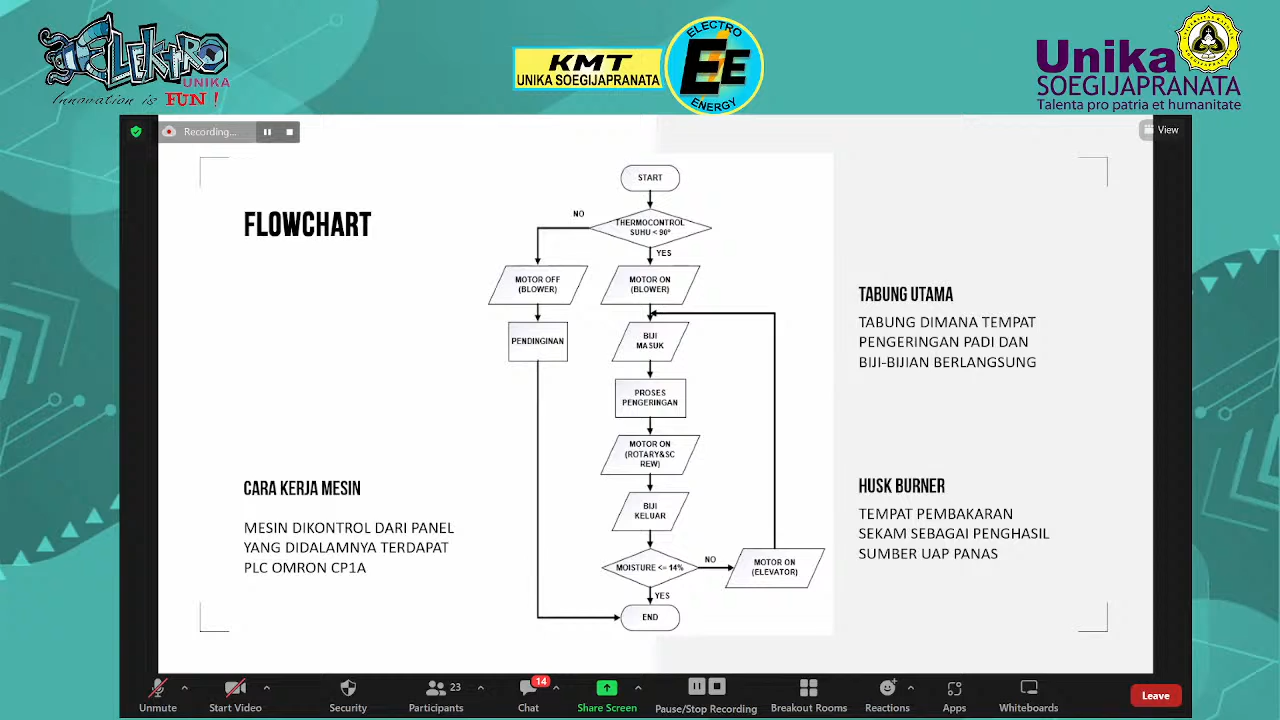 ELEKTRO
UNIKA
Innovation is FUN !
KMT
UNIKA SOEGIJAPRANATA
ELECTRO
EiE
ENERGY
Unika
SOEGIJAPRANATA
Talenta pro patria et humanitate
Recording...
View
FLOWCHART
START
THERMOCONTROL
SUHU < 90°
NO
YES
MOTOR OFF
(BLOWER)
MOTOR ON
(BLOWER)
PENDINGINAN
BIJI
MASUK
PROSES
PENGERINGAN
MOTOR ON
(ROTARY&SC
REW)
BIJI
KELUAR
MOISTURE <= 14%
NO
MOTOR ON
(ELEVATOR)
YES
END
CARA KERJA MESIN
MESIN DIKONTROL DARI PANEL
YANG DIDALAMNYA TERDAPAT
PLC OMRON CP1A
TABUNG UTAMA
TABUNG DIMANA TEMPAT
PENGERINGAN PADI DAN
BIJI-BIJIAN BERLANGSUNG
HUSK BURNER
TEMPAT PEMBAKARAN
SEKAM SEBAGAI PENGHASIL
SUMBER UAP PANAS
Unmute
Start Video
Security
23
Participants
14
Chat
Share Screen
Pause/Stop Recording
Breakout Rooms
Reactions
Apps
Whiteboards
Leave